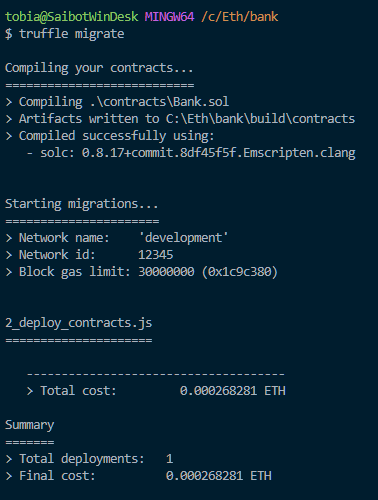 tobia@SaibotWinDesk MINGW64 /c/Eth/bank
$ truffle migrate
Compiling your contracts...
===========================
> Compiling .\contracts\Bank.sol
> Artifacts written to C:\Eth\bank\build\contracts
> Compiled successfully using:
   - solc: 0.8.17+commit.8df45f5f.Emscripten.clang
Starting migrations...
======================
> Network name:    'development'
> Network id:      12345
> Block gas limit: 30000000 (0x1c9c380)
2_deploy_contracts.js
=====================
   -------------------------------------
   > Total cost:         0.000268281 ETH
Summary
=======
> Total deployments:   1
> Final cost:          0.000268281 ETH